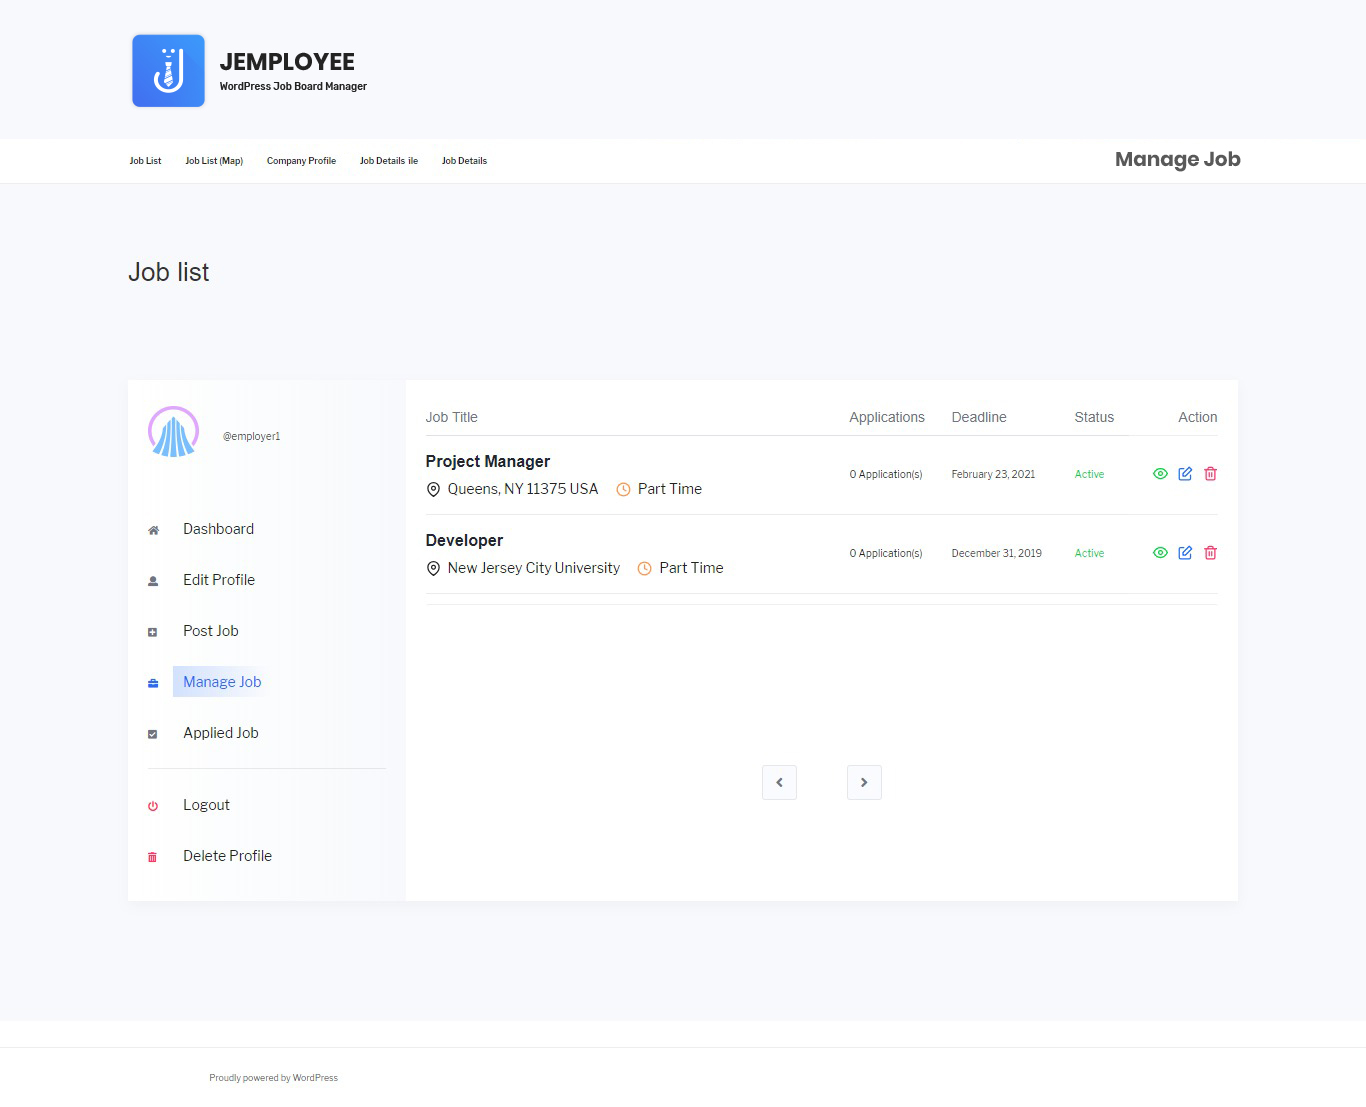 JEMPLOYEE
WordPress Job Board Manager
Job List Job List (Map) Company Profile Job Details ile Job Details
Manage Job
Job list
@employer1
Dashboard
Edit Profile
Post Job
Manage Job
Applied Job
Logout
Delete Profile
Job Title Applications Deadline Status Action
Project Manager
Queens, NY 11375 USA Part Time
0 Application(s) February 23, 2021 Active
Developer
New Jersey City University Part Time
0 Application(s) December 31, 2019 Active
Proudly powered by WordPress